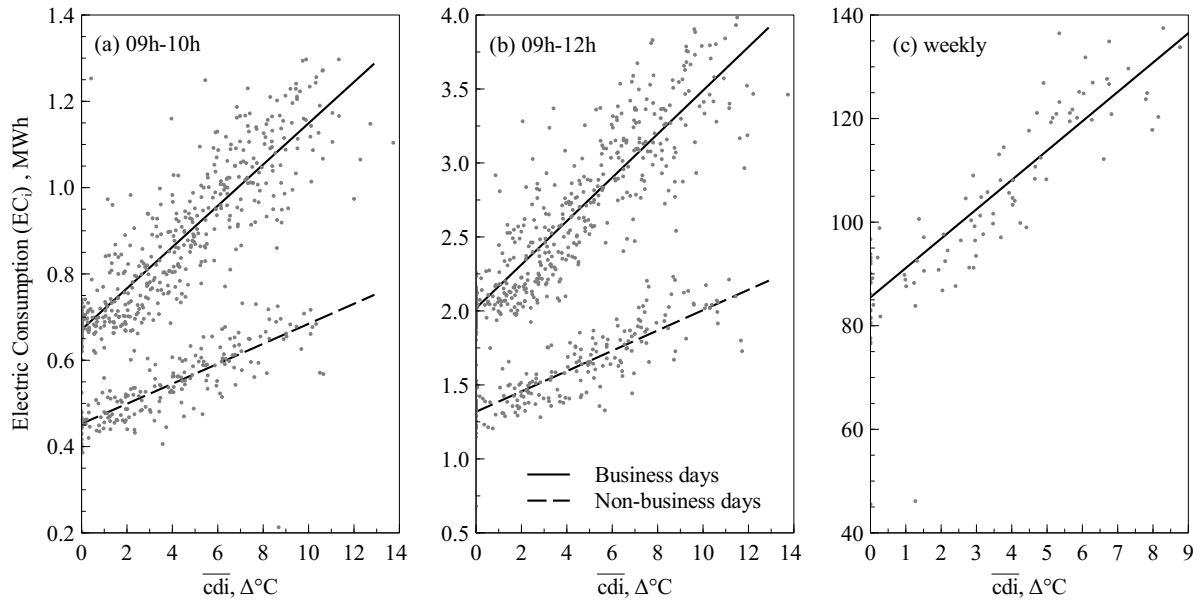 Electric Consumption (EC_i) , MWh
(a) 09h-10h
1.4
1.2
1.0
0.8
0.6
0.4
0.2
0 2 4 6 8 10 12 14
cdi, Δ°C
(b) 09h-12h
4.0
3.5
3.0
2.5
2.0
1.5
1.0
0.5
Business days
Non-business days
0 2 4 6 8 10 12 14
cdi, Δ°C
(c) weekly
140
120
100
80
60
40
0 1 2 3 4 5 6 7 8 9
cdi, Δ°C